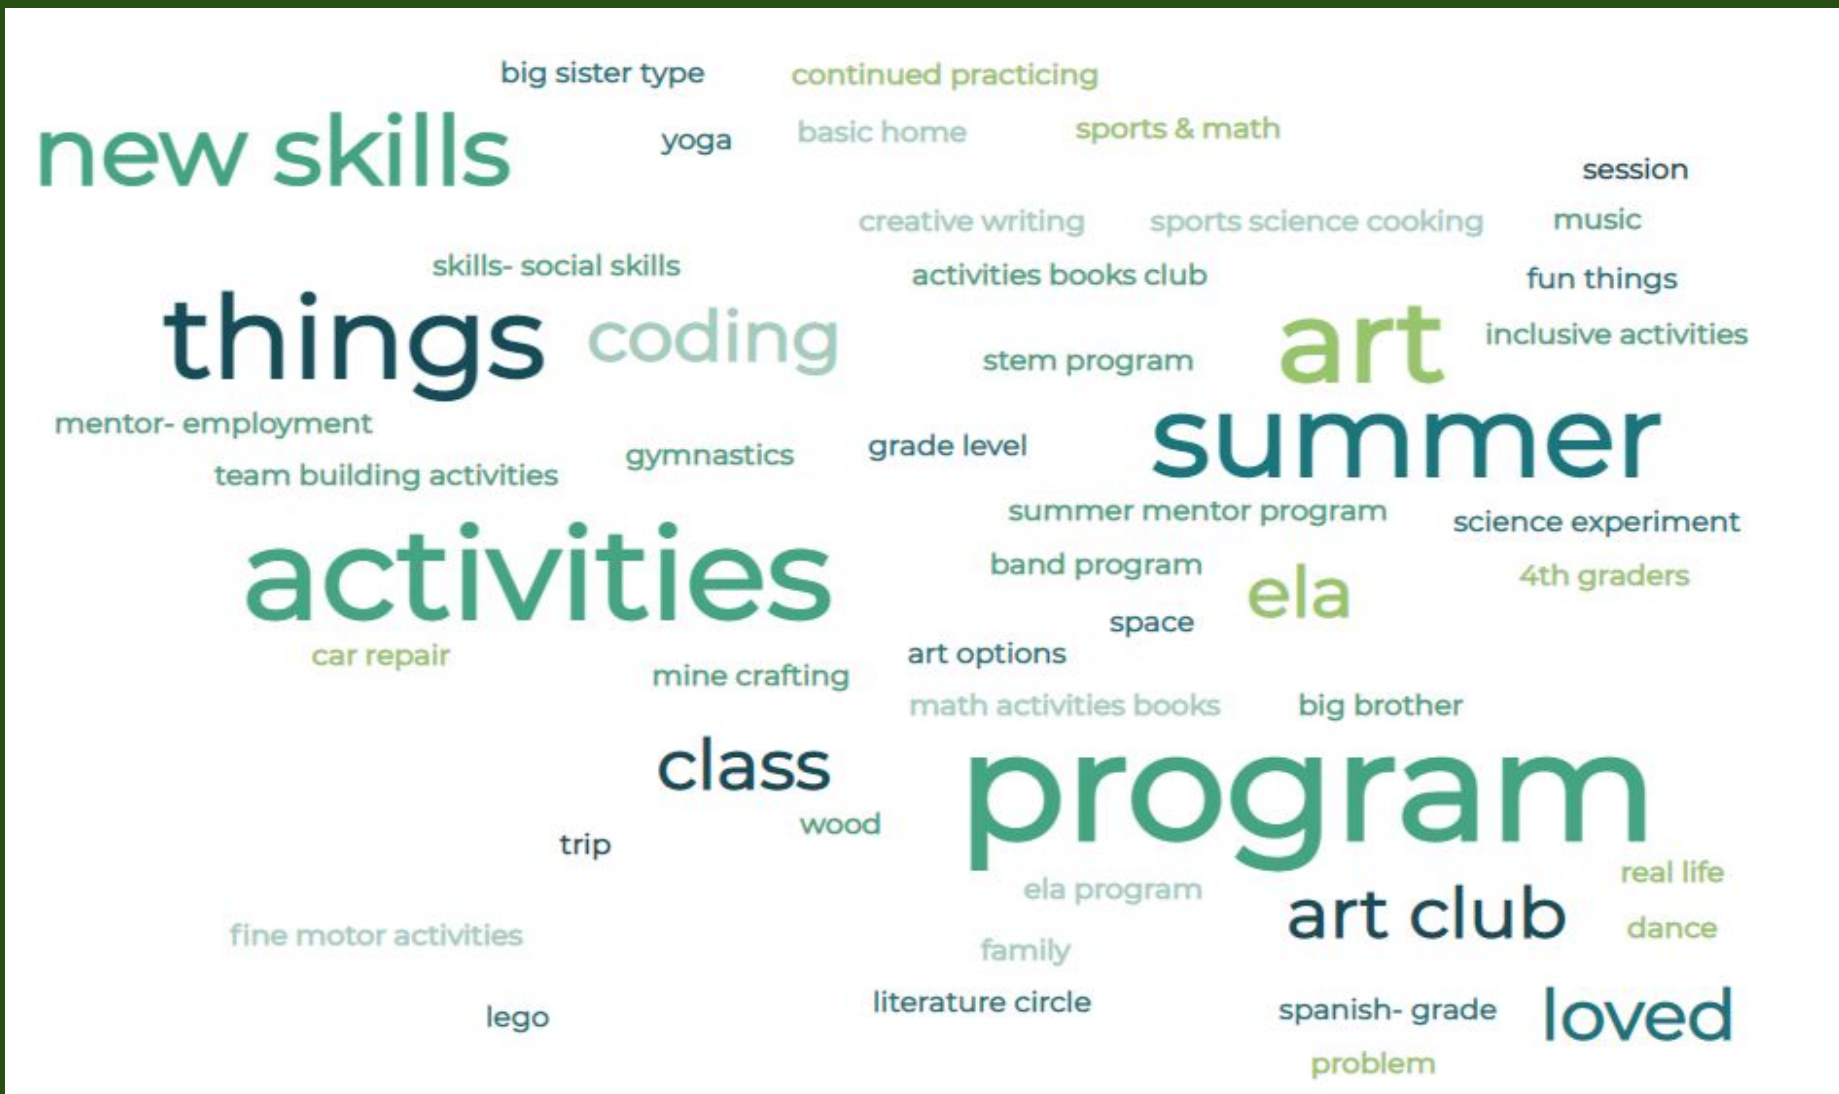 big sister type
continued practicing
new skills
yoga
basic home
sports & math
session
creative writing
sports science cooking
music
skills- social skills
activities books club
fun things
things
coding
stem program
art
inclusive activities
mentor- employment
team building activities
gymnastics
grade level
summer
summer mentor program
science experiment
activities
band program
ela
4th graders
space
car repair
mine crafting
art options
math activities books
big brother
class
program
wood
trip
ela program
real life
art club
dance
fine motor activities
family
literature circle
lego
spanish- grade
loved
problem